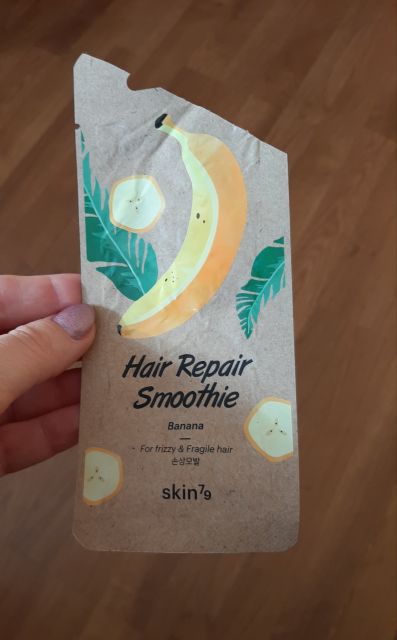 Hair Repair
Smoothie
Banana
- For frizzy & Fragile hair
손상모발
skin79